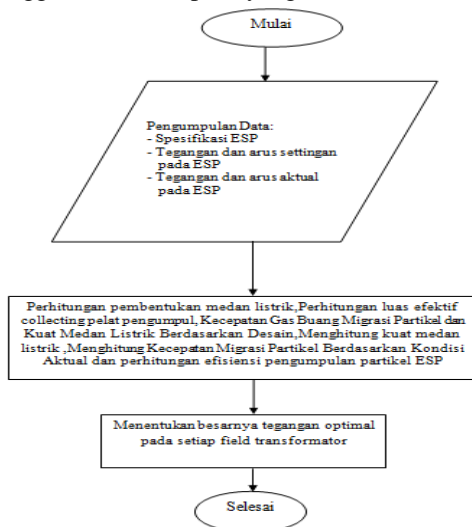 Mulai
Pengumpulan Data:
- Spesifikasi ESP
- Tegangan dan arus settingan
pada ESP
- Tegangan dan arus aktual
pada ESP
Perhitungan pembentukan medan listrik,Perhitungan luas efektif
collecting pelat pengumpul, Kecepatan Gas Buang Migrasi Partikel dan
Kuat Medan Listrik Berdasarkan Desain,Menghitung kuat medan
listrik ,Menghitung Kecepatan Migrasi Partikel Berdasarkan Kondisi
Aktual dan perhitungan efisiensi pengumpulan partikel ESP
Menentukan besarnya tegangan optimal
pada setiap field transformator
Selesai